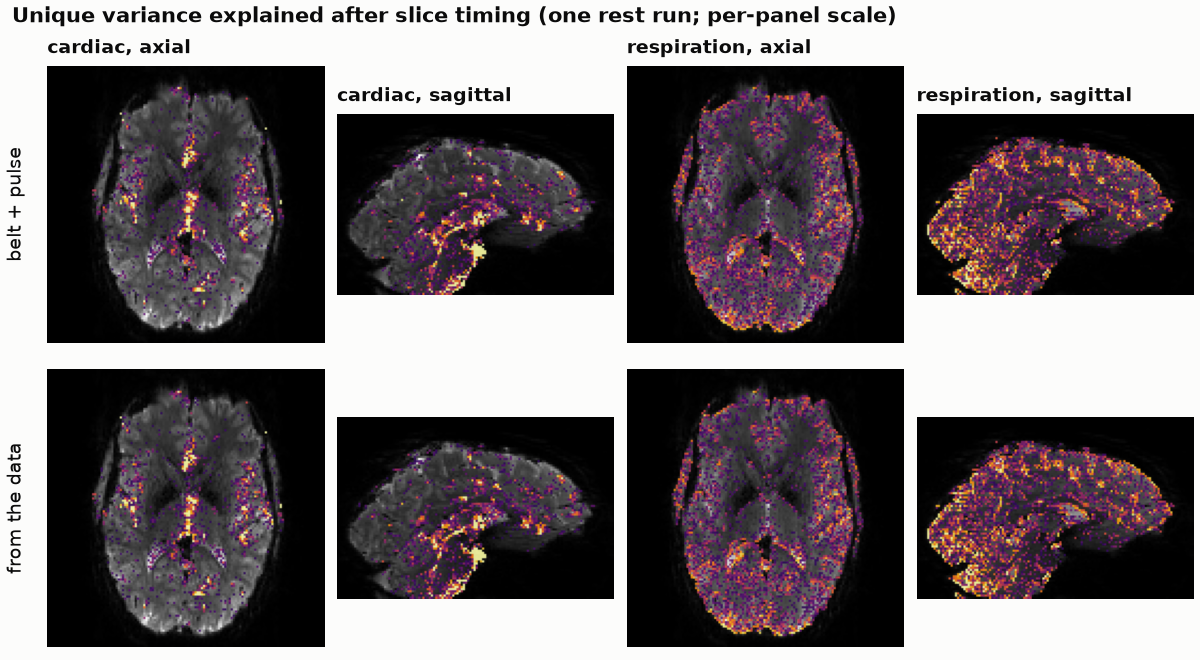 Unique variance explained after slice timing (one rest run; per-panel scale)
cardiac, axial
respiration, axial
cardiac, sagittal
respiration, sagittal
belt + pulse
from the data